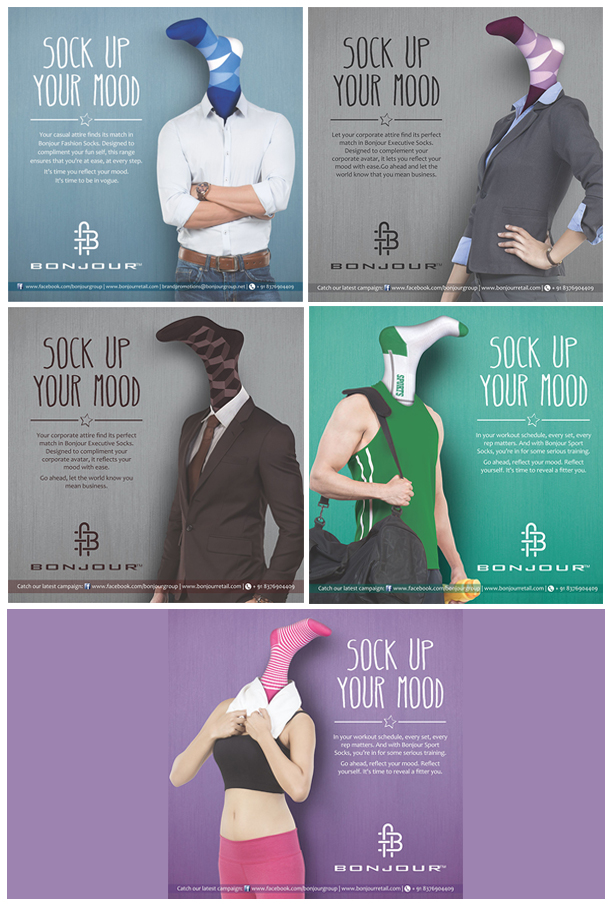 SOCK UP
YOUR MOOD
Your casual attire finds its match in
Bonjour Fashion Socks. Designed to
compliment your fun self, this range
ensures that you're at ease, at every step.
It's time you reflect your mood.
It's time to be in vogue.
BONJOUR™
www.facebook.com/bonjourgroup | www.bonjourretail.com | brandpromotions@bonjourgroup.net | + 91 8376904409
SOCK UP
YOUR MOOD
Let your corporate attire find its perfect
match in Bonjour Executive Socks.
Designed to complement your
corporate avatar, it lets you reflect your
mood with ease.Go ahead and let the
world know that you mean business.
BONJOUR™
Catch our latest campaign: www.facebook.com/bonjourgroup | www.bonjourretail.com | + 91 8376904409
SOCK UP
YOUR MOOD
Your corporate attire find its perfect
match in Bonjour Executive Socks.
Designed to compliment your
corporate avatar, it reflects your
mood with ease.
Go ahead, let the world know you
mean business.
BONJOUR™
Catch our latest campaign: www.facebook.com/bonjourgroup | www.bonjourretail.com | + 91 8376904409
SPORTS
SOCK UP
YOUR MOOD
In your workout schedule, every set, every
rep matters. And with Bonjour Sport
Socks, you're in for some serious training.
Go ahead, reflect your mood. Reflect
yourself. It's time to reveal a fitter you.
BONJOUR™
Catch our latest campaign: www.facebook.com/bonjourgroup | www.bonjourretail.com | + 91 8376904409
SOCK UP
YOUR MOOD
In your workout schedule, every set, every
rep matters. And with Bonjour Sport
Socks, you're in for some serious training.
Go ahead, reflect your mood. Reflect
yourself. It's time to reveal a fitter you.
BONJOUR™
Catch our latest campaign: www.facebook.com/bonjourgroup | www.bonjourretail.com | + 91 8376904409